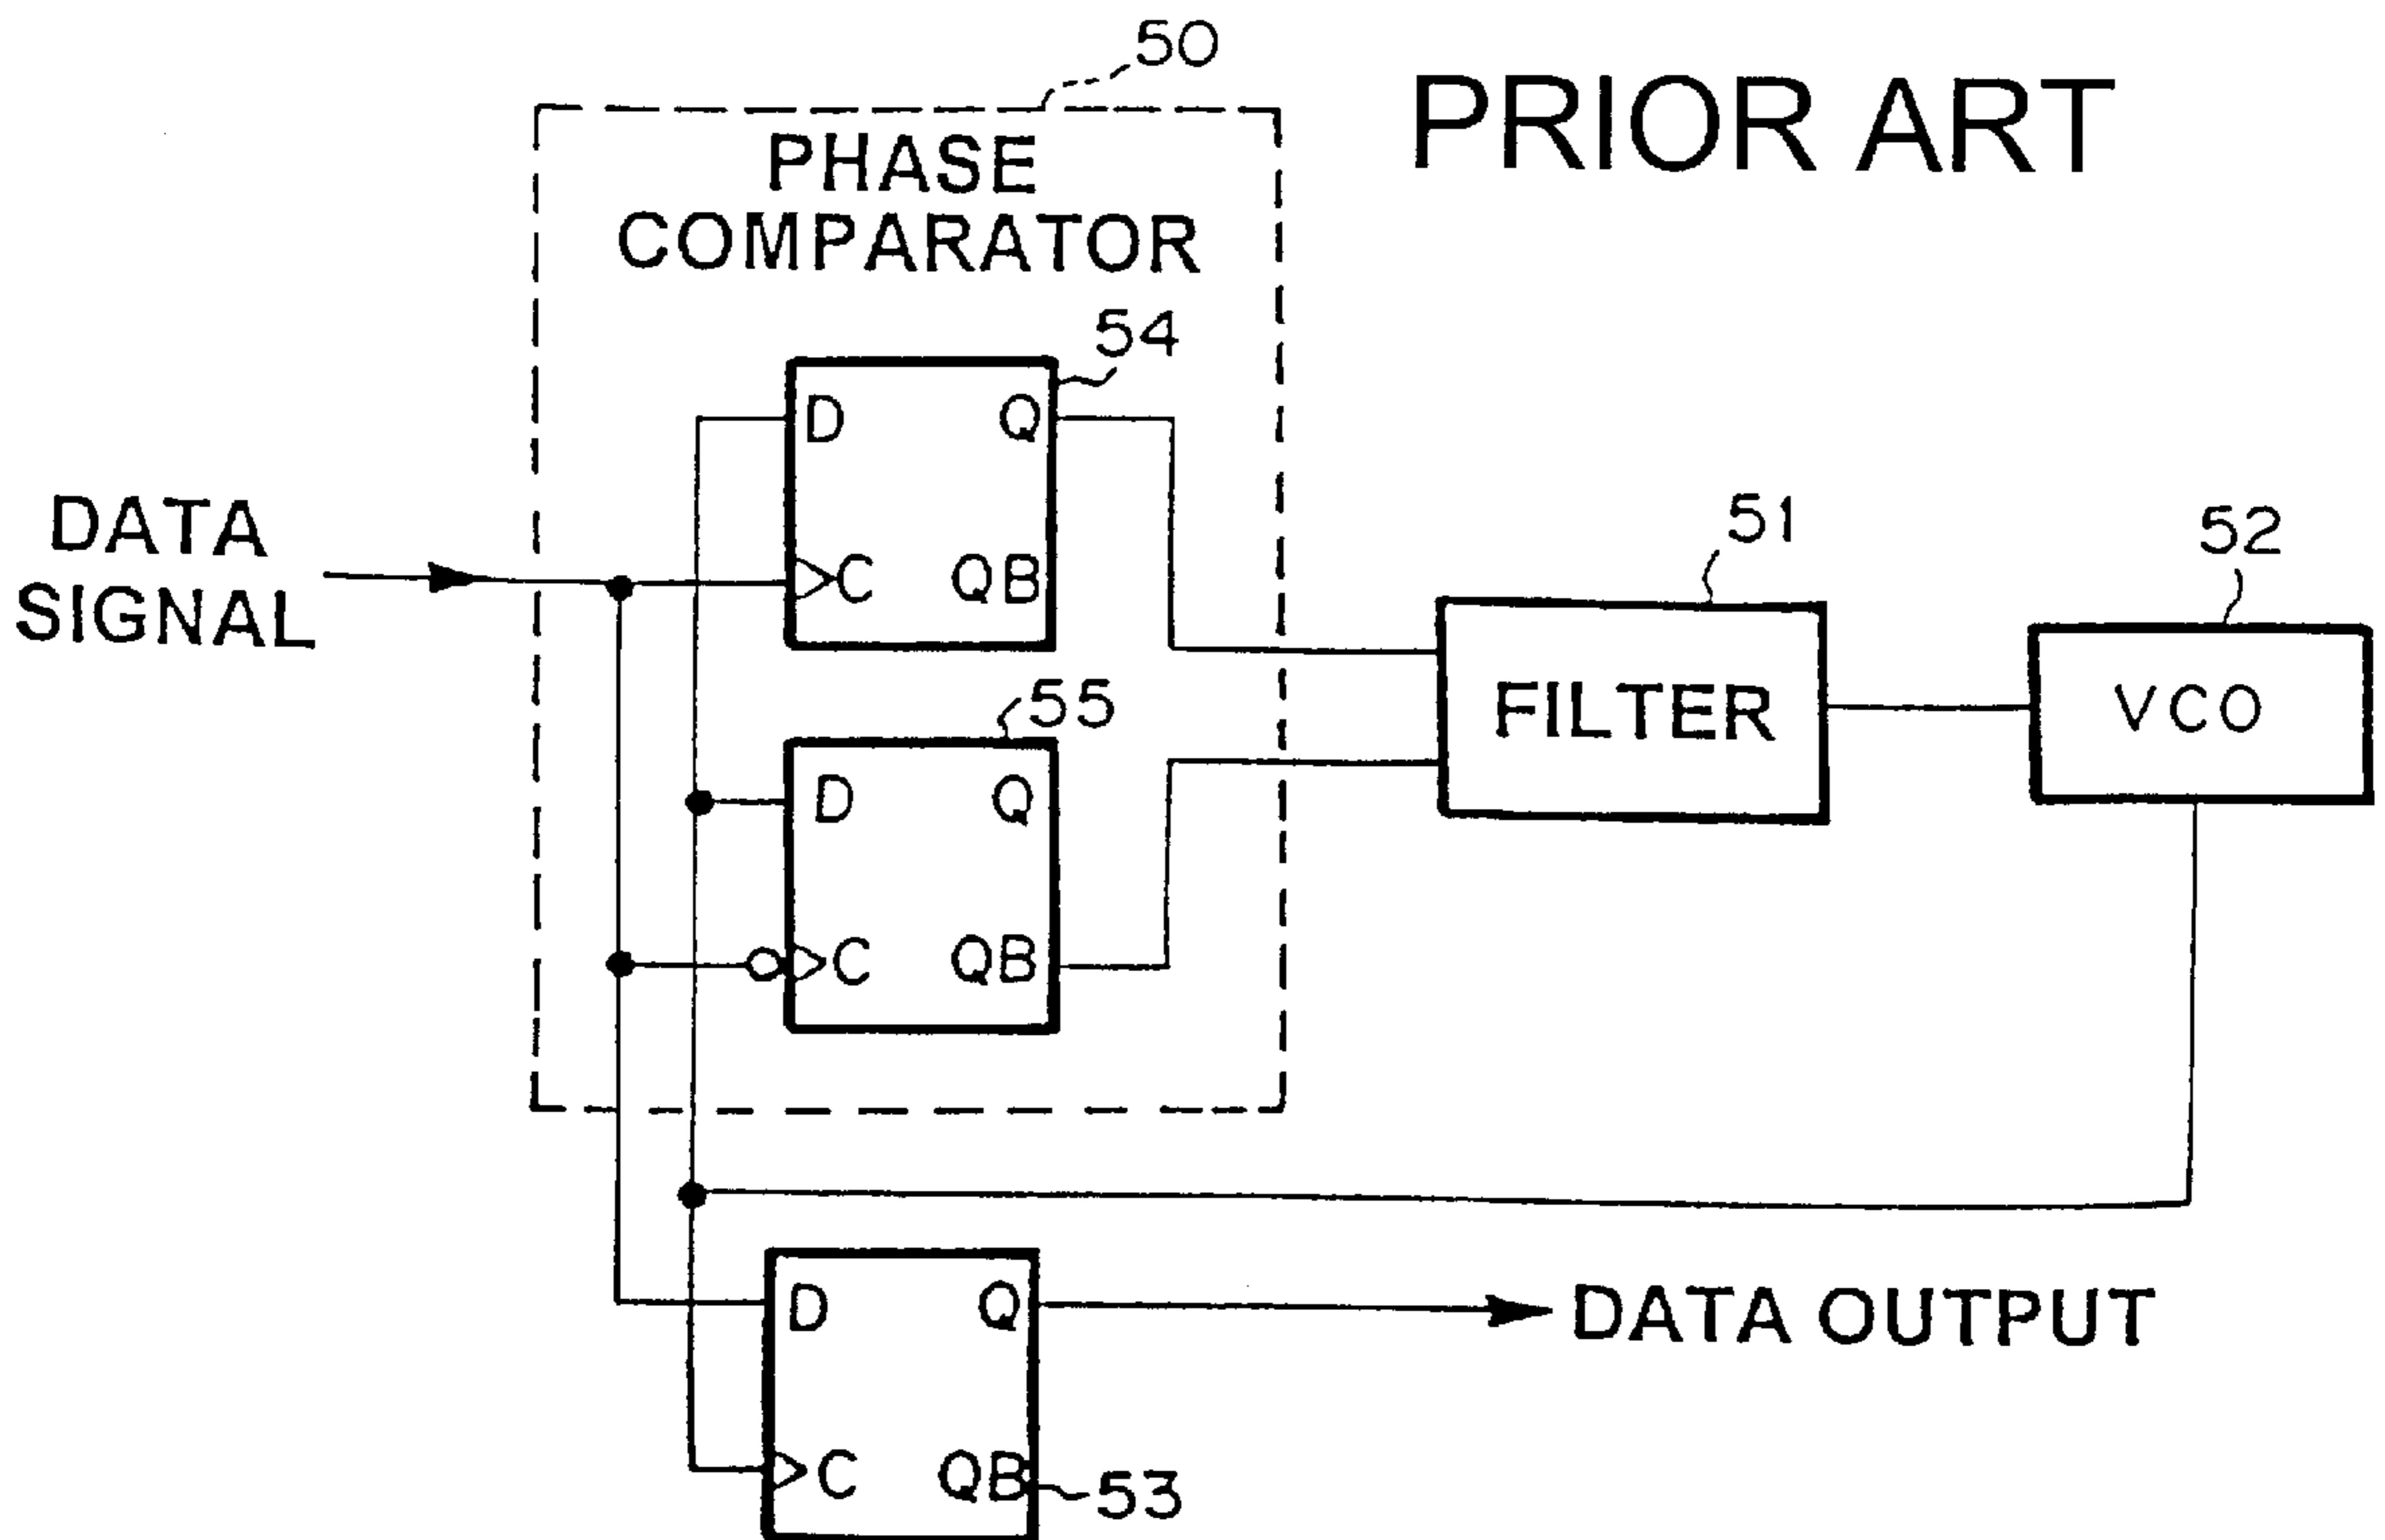 50
PRIOR ART
PHASE
COMPARATOR
54
D Q
C QB
DATA
SIGNAL
51
52
FILTER
VCO
55
D Q
C QB
D Q
C QB
53
DATA OUTPUT